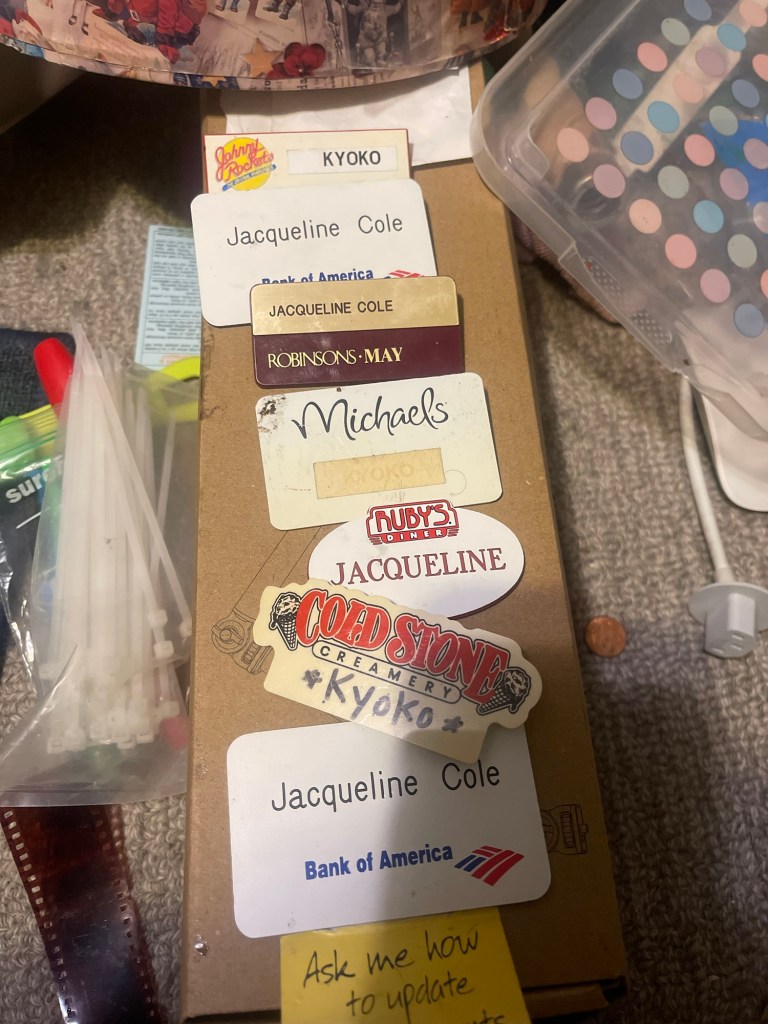 Johnny Rockets
KYOKO
Jacqueline Cole
Bank of America
JACQUELINE COLE
ROBINSONS·MAY
Michaels
KYOKO
RUBY'S
DINER
JACQUELINE
COLD STONE
CREAMERY
*Kyoko*
Jacqueline Cole
Bank of America
Ask me how
to update